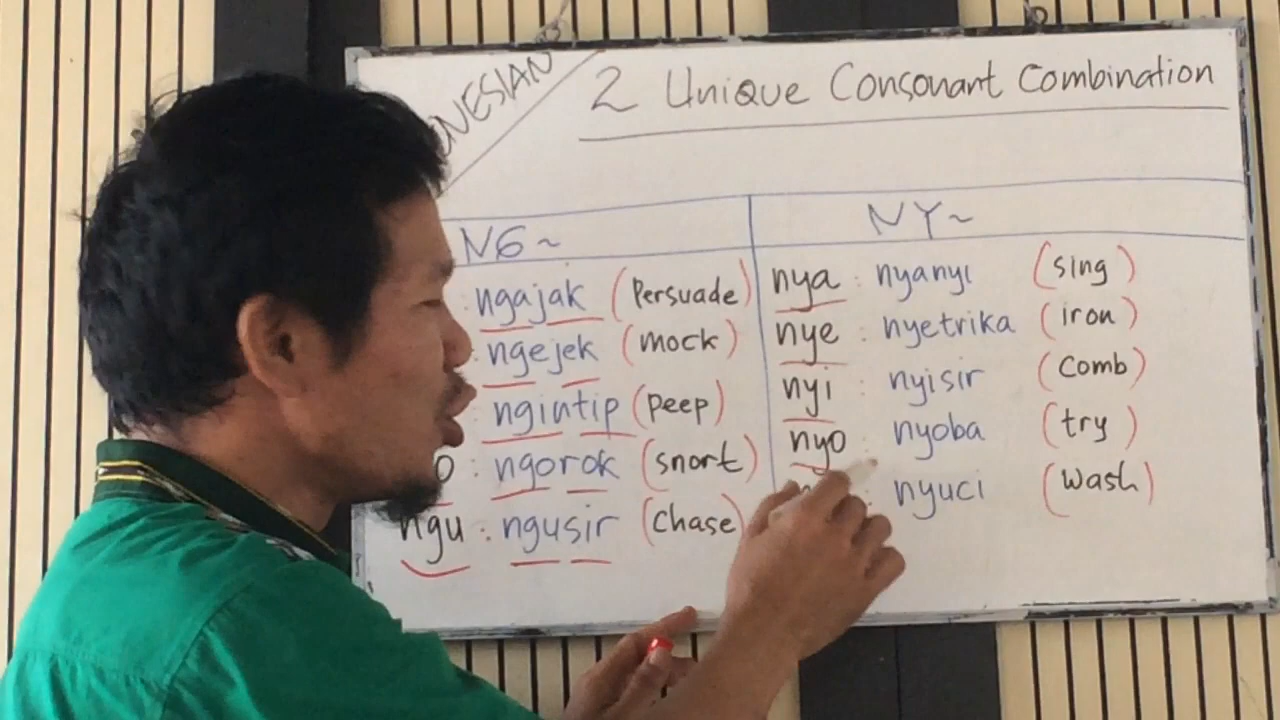 2 Unique Consonant Combination
NG~
NY~
ngajak (Persuade)
ngejek (mock)
: ngintip (peep)
: ngorok (snort)
ngu : ngusir (Chase)
nya : nyanyi (sing)
nye : nyetrika (iron)
nyi : nyisir (Comb)
nyo : nyoba (try)
: nyuci (Wash)